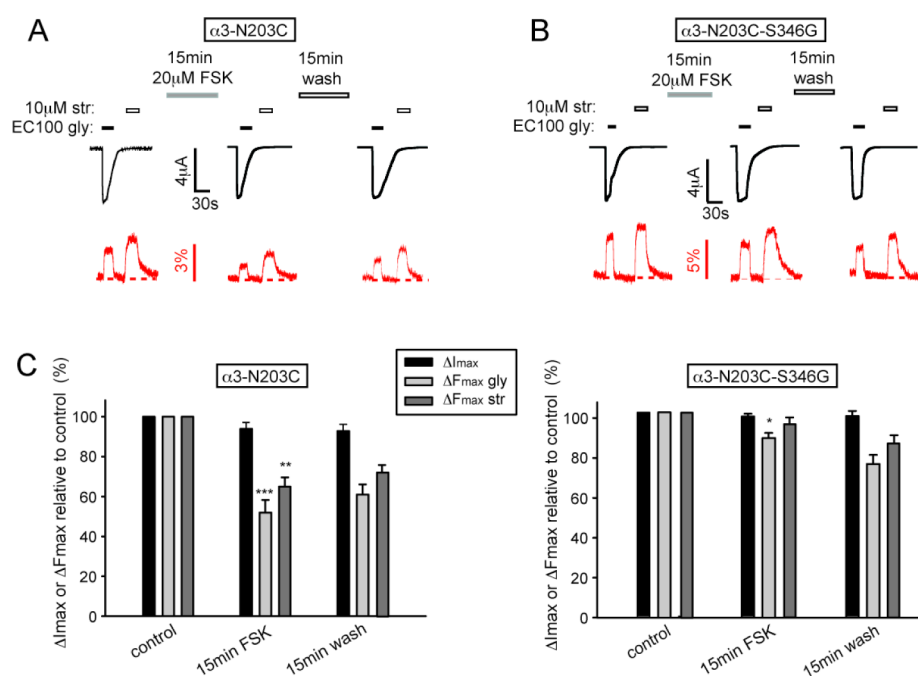 A
α3-N203C
15min
20μM FSK
15min
wash
10μM str:
EC100 gly:
4μA
30s
3%
B
α3-N203C-S346G
15min
20μM FSK
15min
wash
10μM str:
EC100 gly:
4μA
30s
5%
C
α3-N203C
ΔImax
ΔFmax gly
ΔFmax str
α3-N203C-S346G
ΔImax or ΔFmax relative to control (%)
100
80
60
40
20
0
***
**
control
15min FSK
15min wash
ΔImax or ΔFmax relative to control (%)
100
80
60
40
20
0
*
control
15min FSK
15min wash